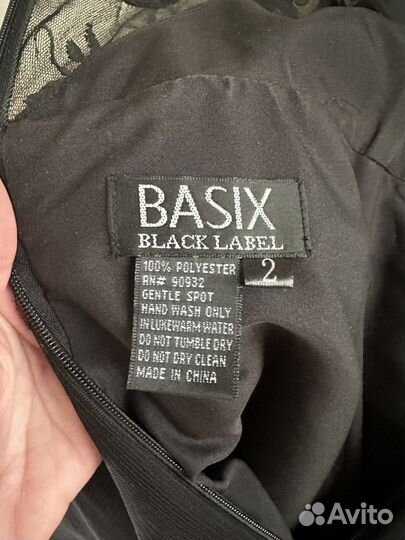 BASIX
BLACK LABEL
2
100% POLYESTER
RN# 90932
GENTLE SPOT
HAND WASH ONLY
IN LUKEWARM WATER
DO NOT TUMBLE DRY
DO NOT DRY CLEAN
MADE IN CHINA
Avito